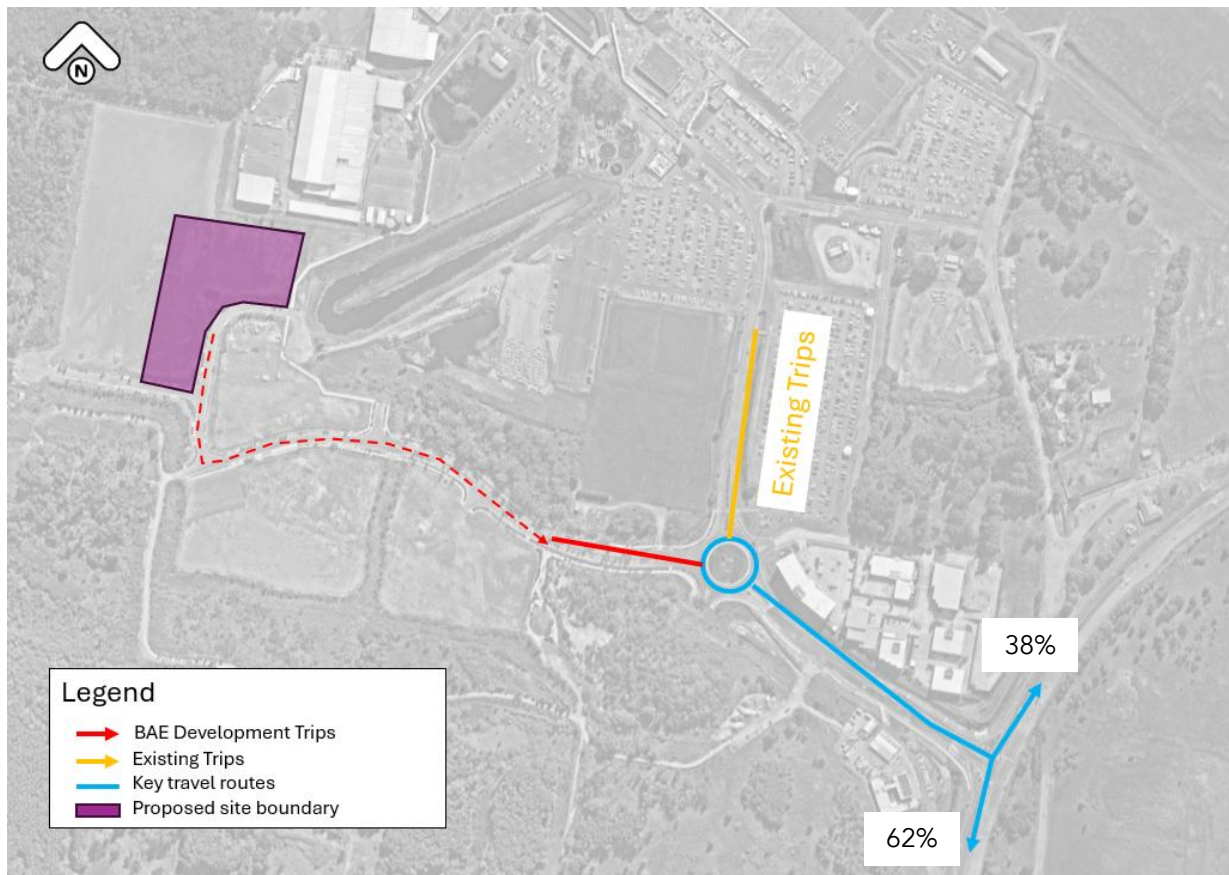 N
Existing Trips
38%
Legend
BAE Development Trips
Existing Trips
Key travel routes
Proposed site boundary
62%